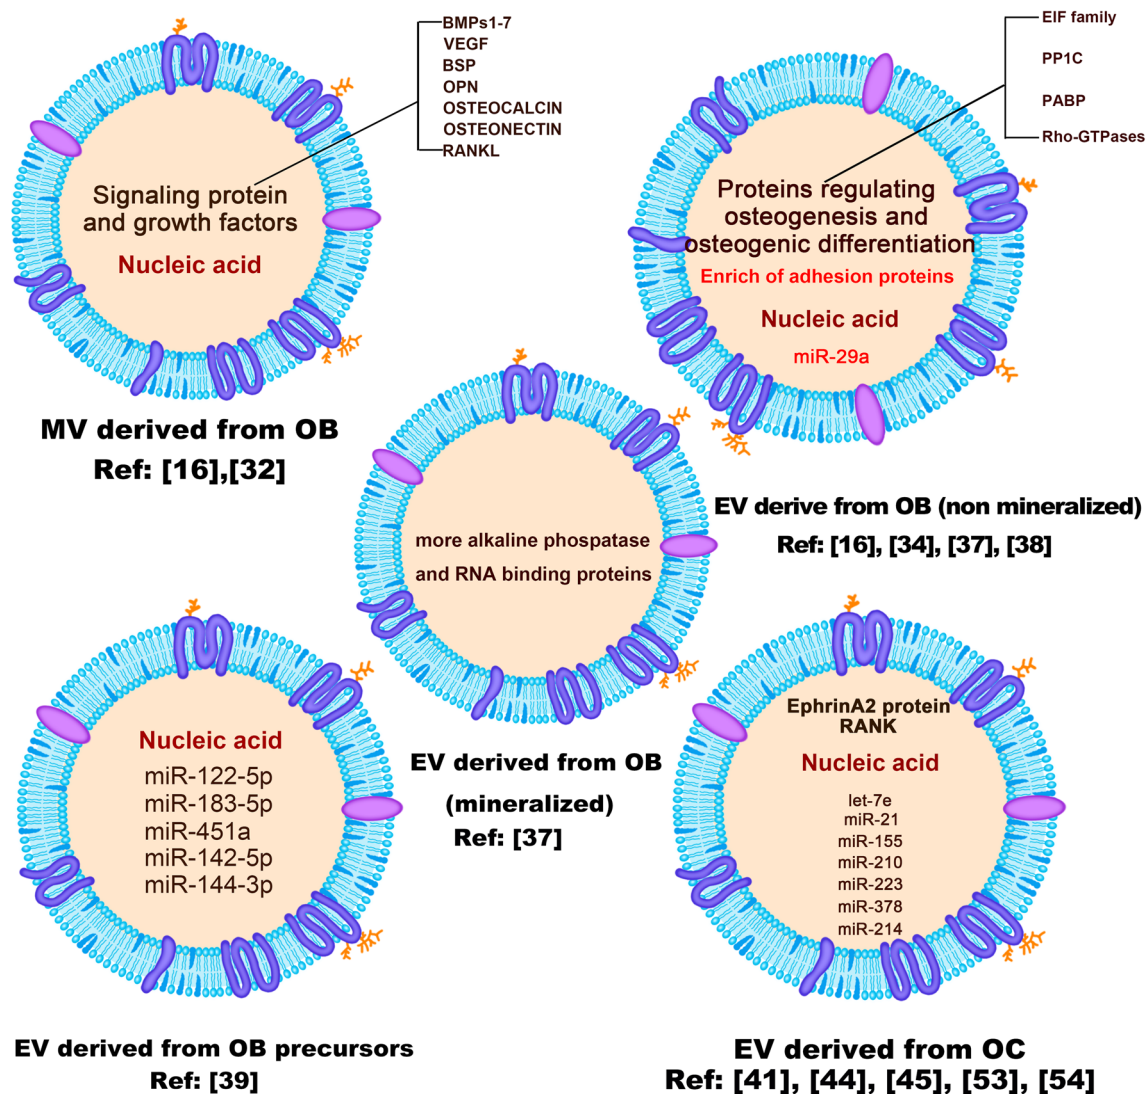 BMPs1-7
VEGF
BSP
OPN
OSTEOCALCIN
OSTEONECTIN
RANKL
Signaling protein
and growth factors
Nucleic acid
MV derived from OB
Ref: [16],[32]
EIF family
PP1C
PABP
Rho-GTPases
Proteins regulating
osteogenesis and
osteogenic differentiation
Enrich of adhesion proteins
Nucleic acid
miR-29a
EV derive from OB (non mineralized)
Ref: [16], [34], [37], [38]
more alkaline phospatase
and RNA binding proteins
EV derived from OB
(mineralized)
Ref: [37]
Nucleic acid
miR-122-5p
miR-183-5p
miR-451a
miR-142-5p
miR-144-3p
EV derived from OB precursors
Ref: [39]
EphrinA2 protein
RANK
Nucleic acid
let-7e
miR-21
miR-155
miR-210
miR-223
miR-378
miR-214
EV derived from OC
Ref: [41], [44], [45], [53], [54]